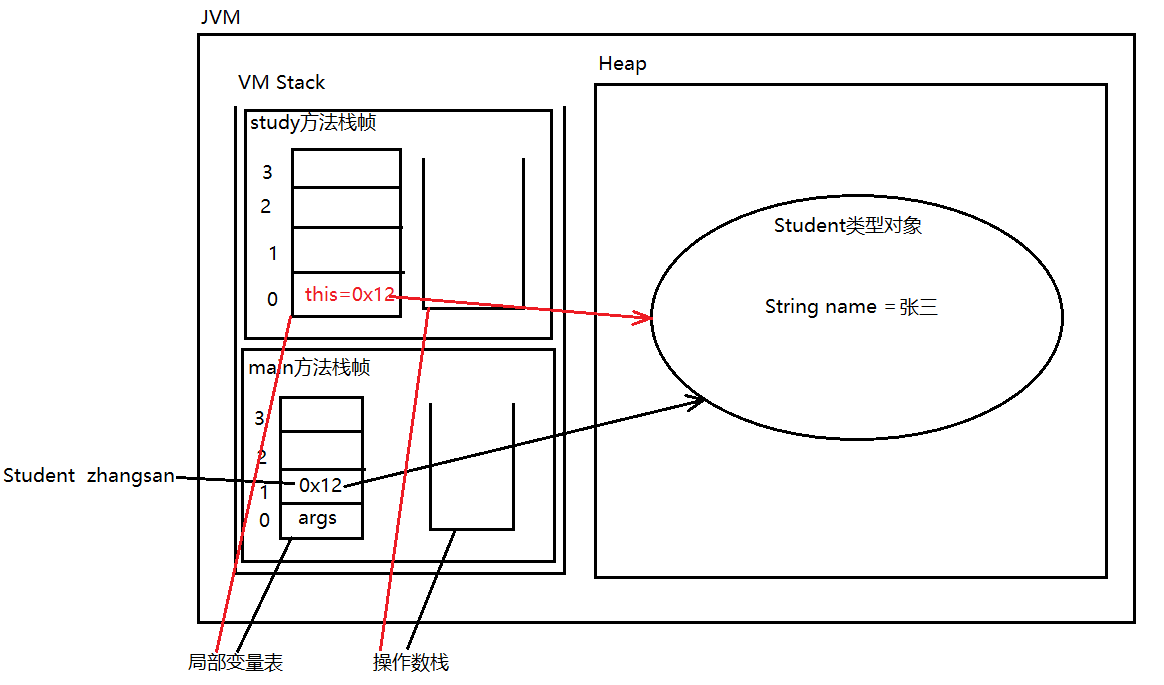 JVM
VM Stack
Heap
study方法栈帧
3
2
1
0
this=0x12
Student类型对象
String name = 张三
main方法栈帧
3
2
1
0
0x12
args
Student zhangsan
局部变量表
操作数栈